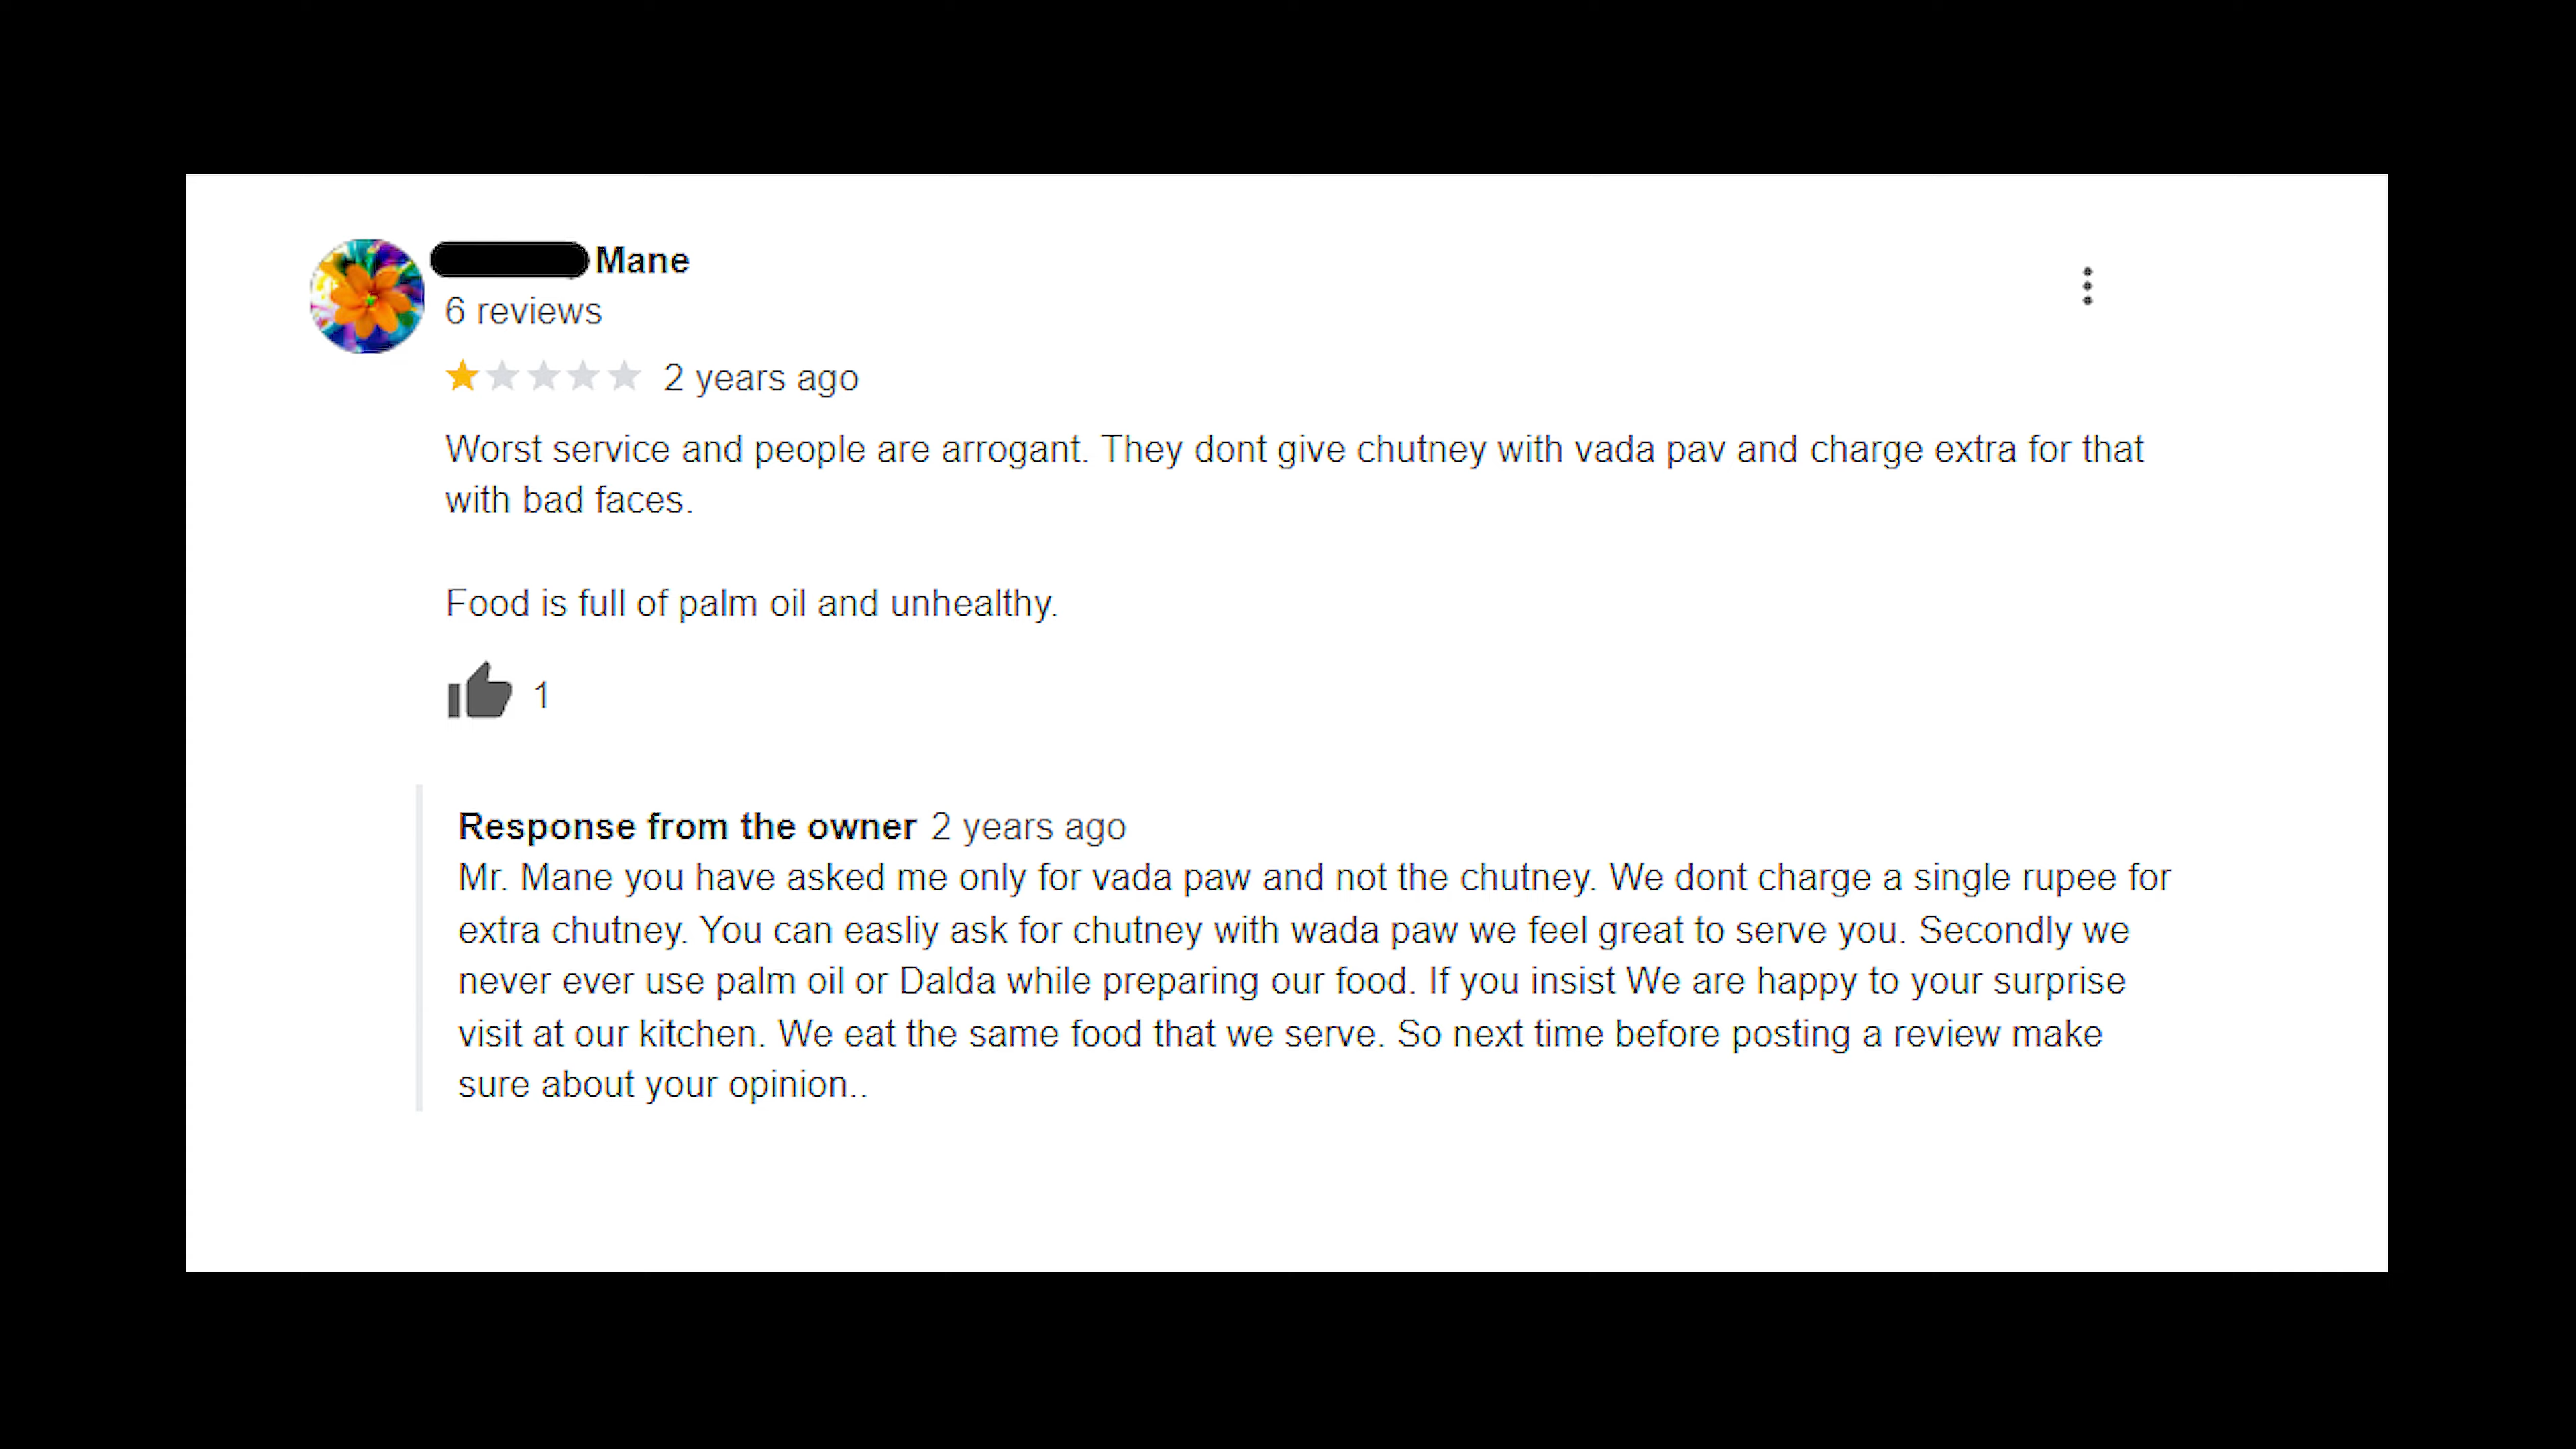 Mane
6 reviews
2 years ago
Worst service and people are arrogant. They dont give chutney with vada pav and charge extra for that
with bad faces.
Food is full of palm oil and unhealthy.
1
Response from the owner 2 years ago
Mr. Mane you have asked me only for vada paw and not the chutney. We dont charge a single rupee for
extra chutney. You can easliy ask for chutney with wada paw we feel great to serve you. Secondly we
never ever use palm oil or Dalda while preparing our food. If you insist We are happy to your surprise
visit at our kitchen. We eat the same food that we serve. So next time before posting a review make
sure about your opinion..